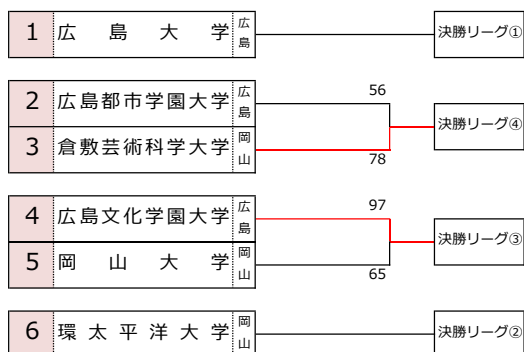 1 広島大学 広島 決勝リーグ①
2 広島都市学園大学 広島 56
決勝リーグ④
3 倉敷芸術科学大学 岡山 78
4 広島文化学園大学 広島 97
決勝リーグ③
5 岡山大学 岡山 65
6 環太平洋大学 岡山 決勝リーグ②